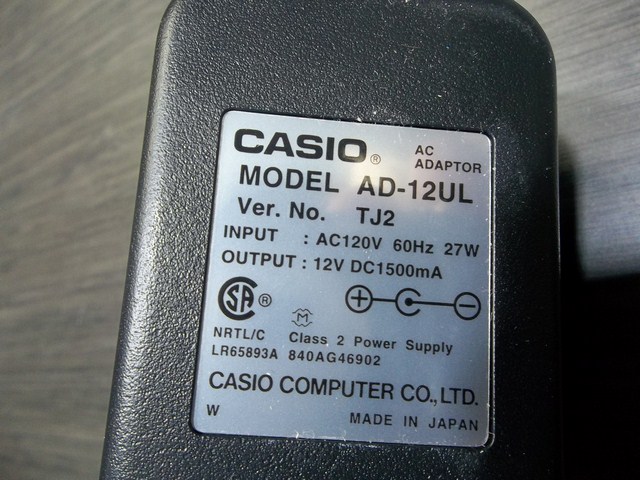 CASIO® AC ADAPTOR
MODEL AD-12UL
Ver. No. TJ2
INPUT : AC120V 60Hz 27W
OUTPUT : 12V DC1500mA
SA ®
NRTL/C Class 2 Power Supply
LR65893A 840AG46902
CASIO COMPUTER CO.,LTD.
W MADE IN JAPAN